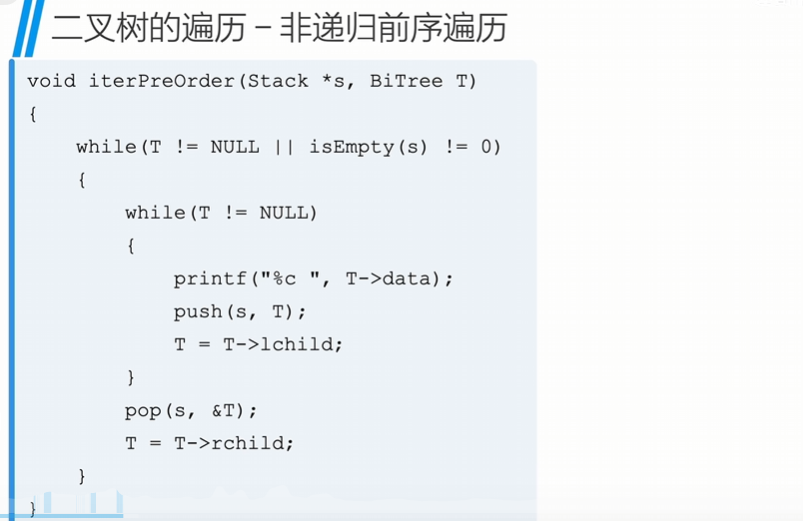 二叉树的遍历 – 非递归前序遍历
void iterPreOrder(Stack *s, BiTree T)
{
    while(T != NULL || isEmpty(s) != 0)
    {
        while(T != NULL)
        {
            printf("%c ", T->data);
            push(s, T);
            T = T->lchild;
        }
        pop(s, &T);
        T = T->rchild;
    }
}